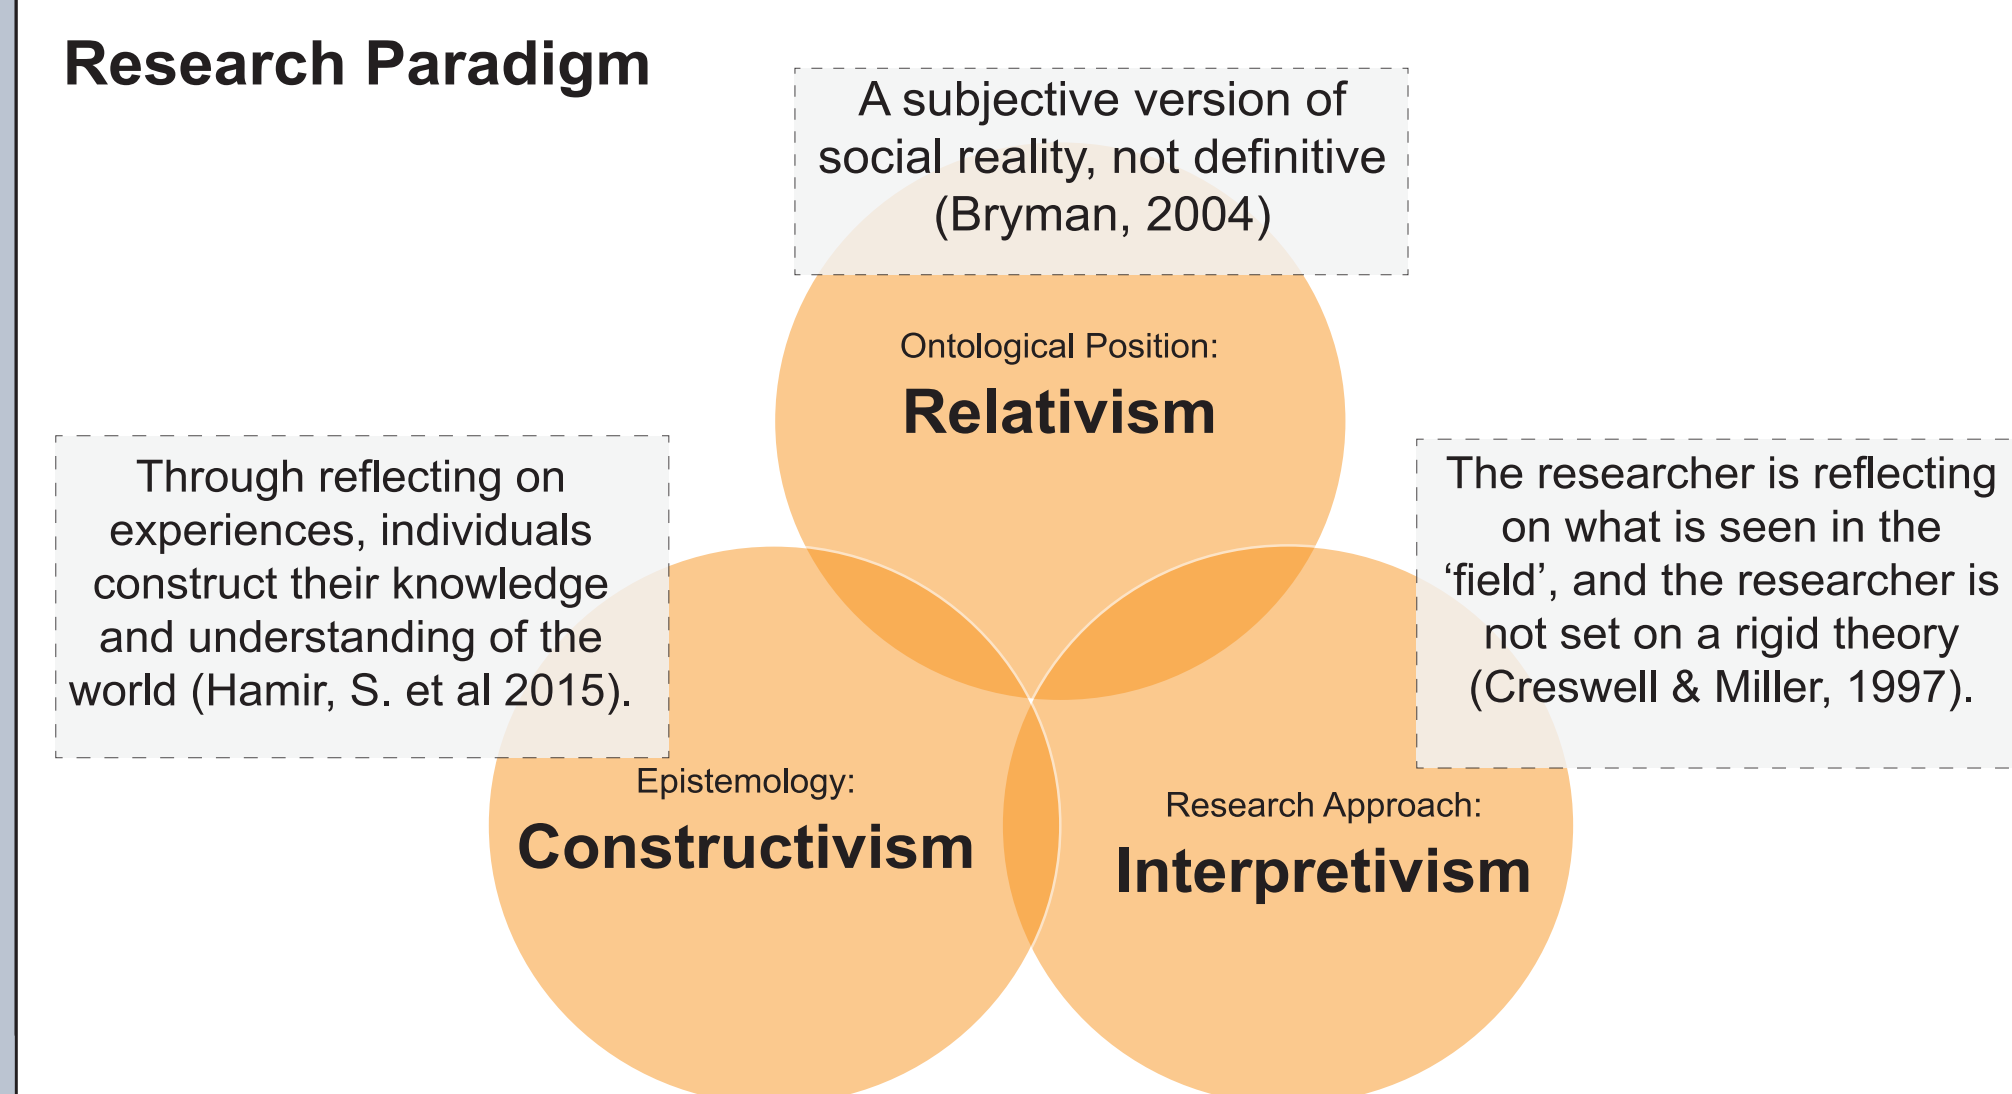 Research Paradigm
A subjective version of
social reality, not definitive
(Bryman, 2004)
Ontological Position:
Relativism
Through reflecting on
experiences, individuals
construct their knowledge
and understanding of the
world (Hamir, S. et al 2015).
The researcher is reflecting
on what is seen in the
‘field’, and the researcher is
not set on a rigid theory
(Creswell & Miller, 1997).
Epistemology:
Constructivism
Research Approach:
Interpretivism